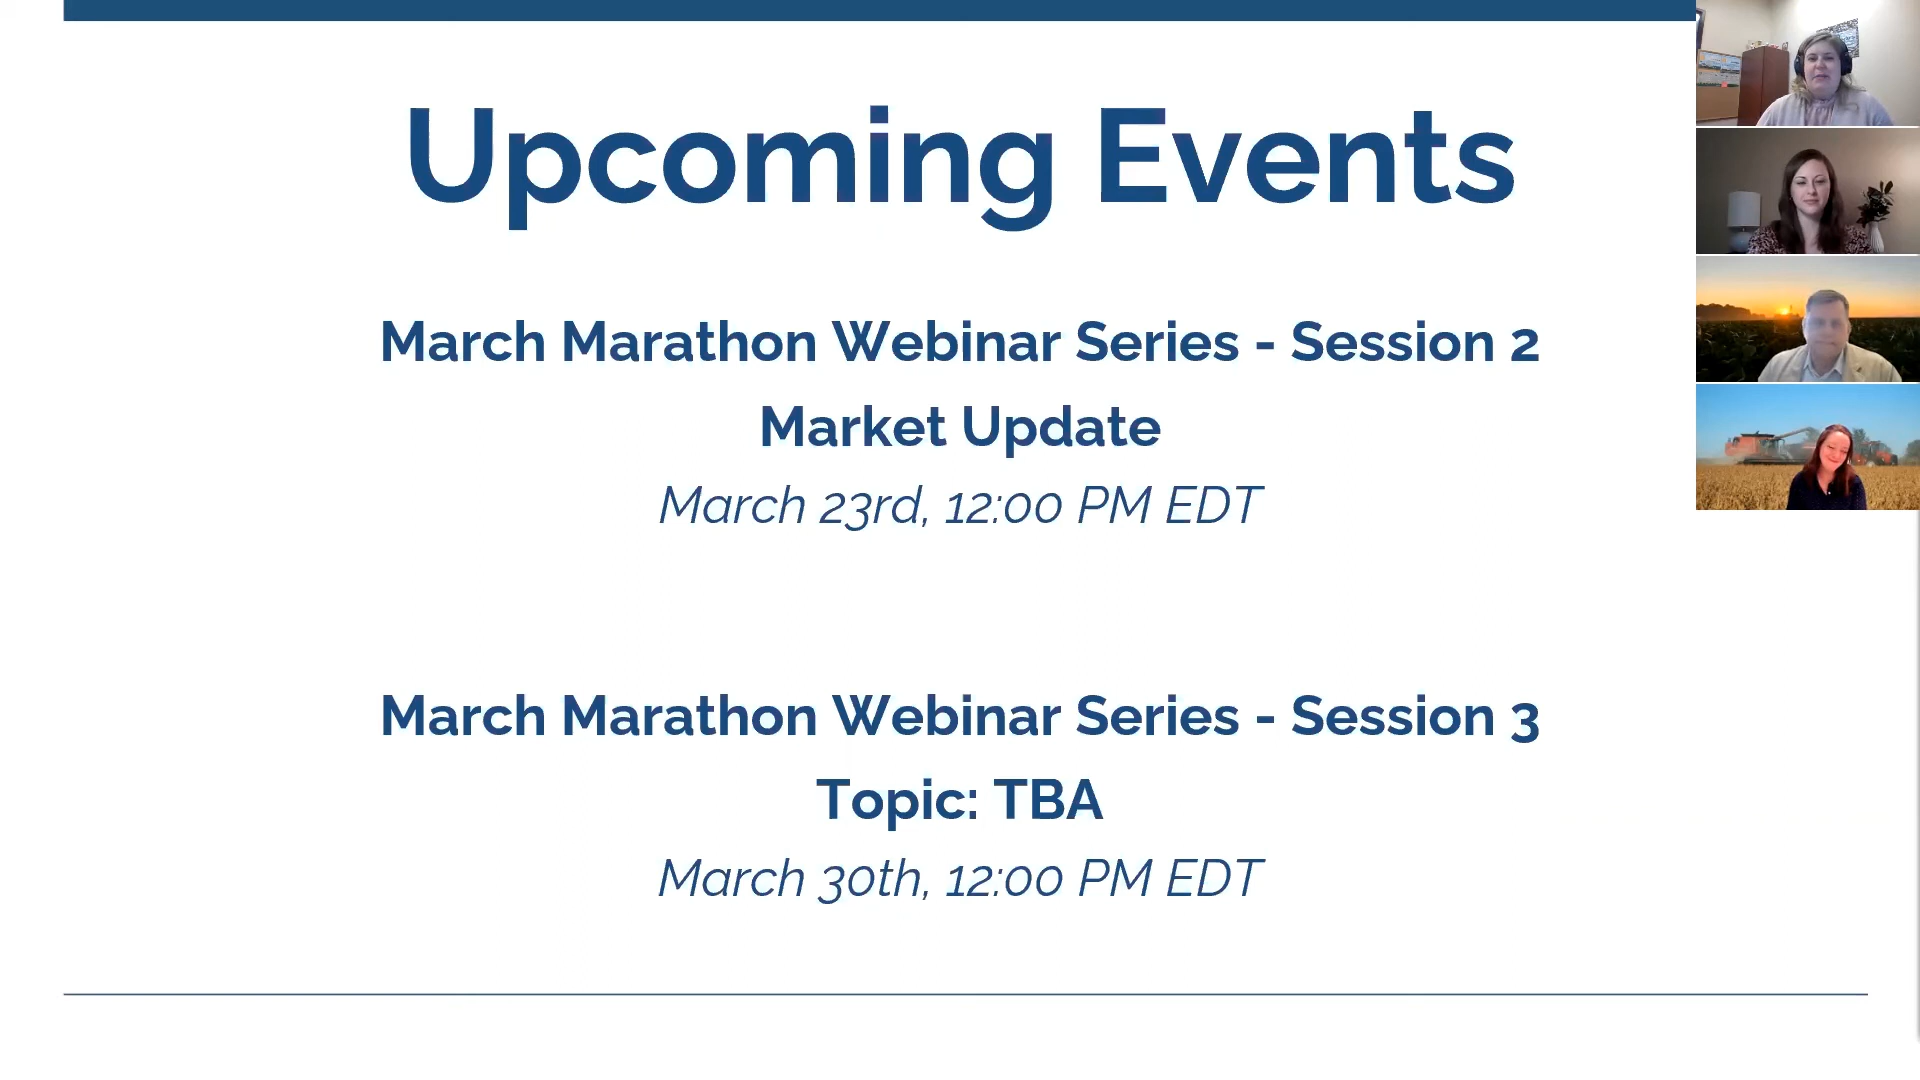 Upcoming Events
March Marathon Webinar Series - Session 2
Market Update
March 23rd, 12:00 PM EDT
March Marathon Webinar Series - Session 3
Topic: TBA
March 30th, 12:00 PM EDT